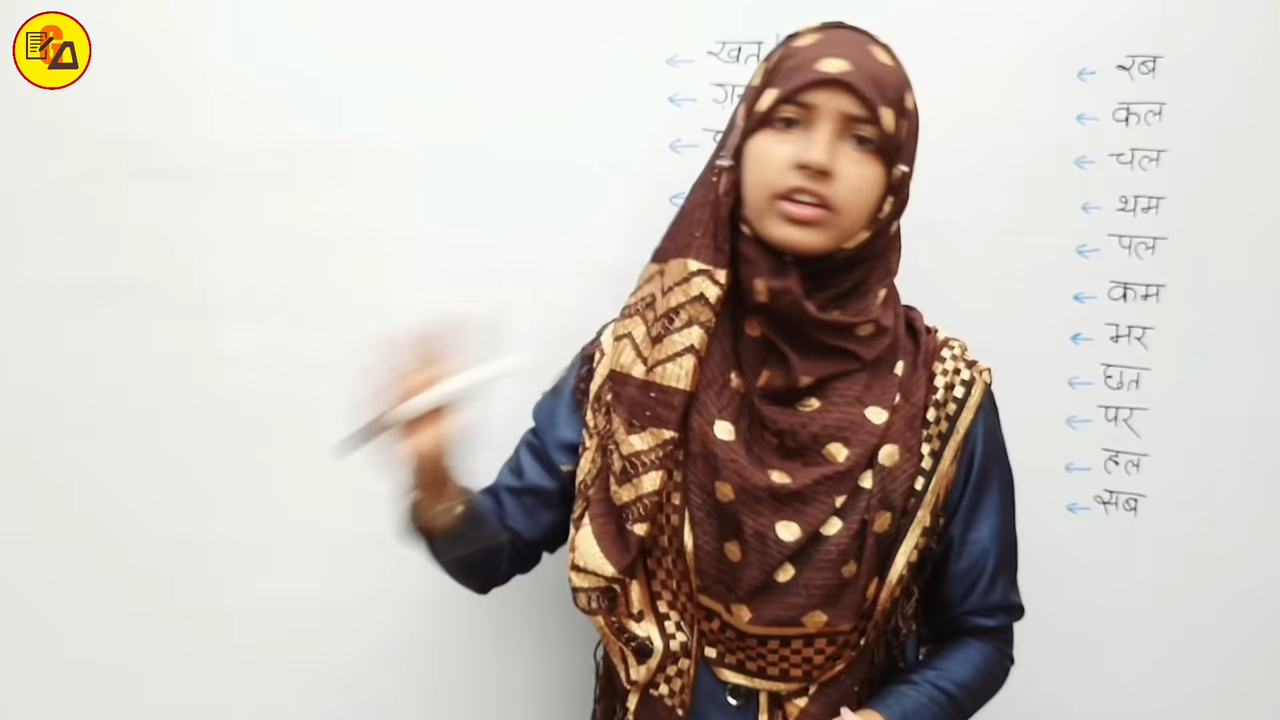 खत
रब
कल
चल
थम
पल
कम
भर
छत
पर
हल
सब